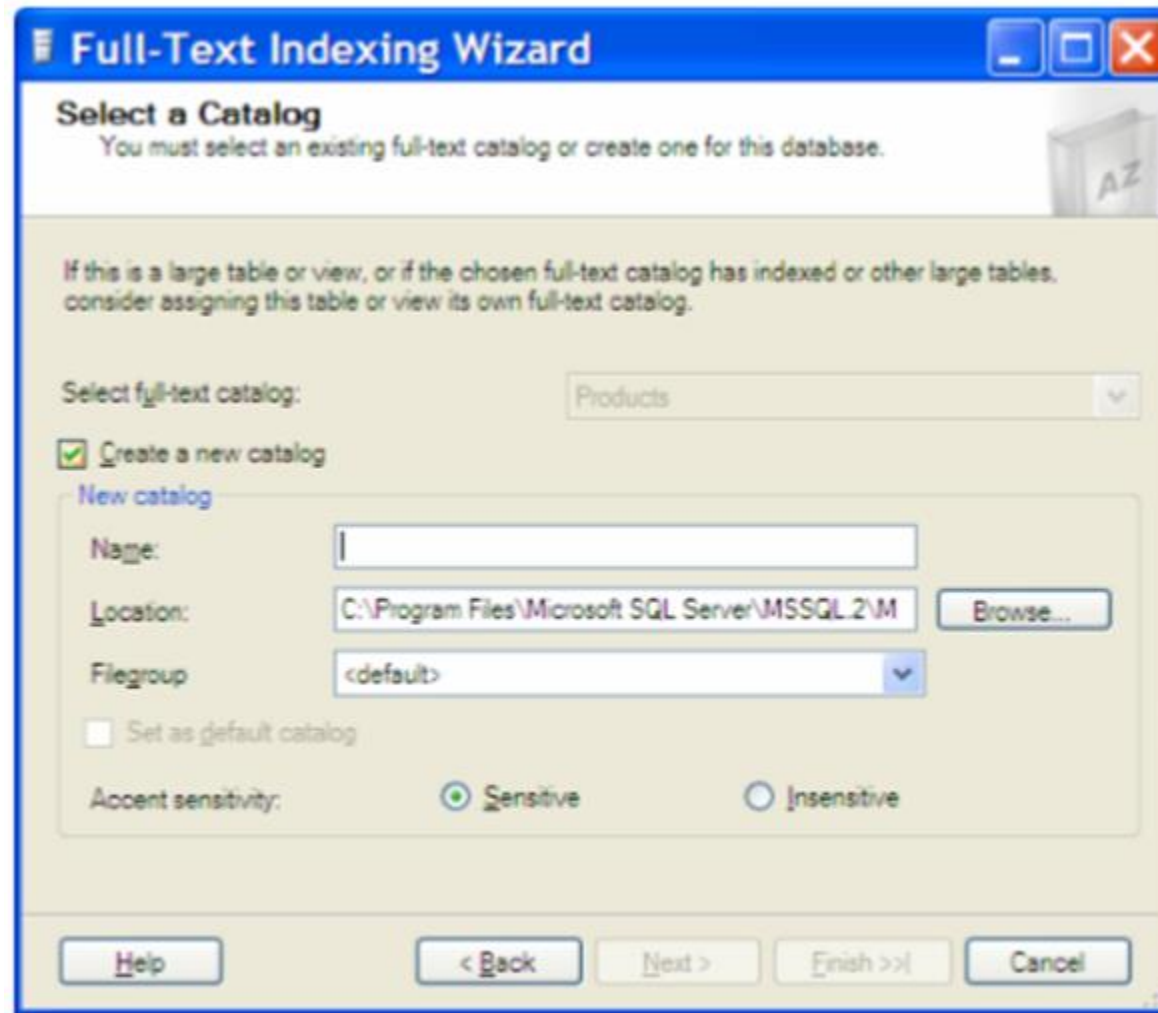 Full-Text Indexing Wizard
Select a Catalog
You must select an existing full-text catalog or create one for this database.
AZ
If this is a large table or view, or if the chosen full-text catalog has indexed or other large tables,
consider assigning this table or view its own full-text catalog.
Select full-text catalog: Products
Create a new catalog
New catalog
Name:
Location: C:\Program Files\Microsoft SQL Server\MSSQL.2\M Browse...
Filegroup <default>
Set as default catalog
Accent sensitivity: Sensitive Insensitive
Help < Back Next > Finish >>| Cancel